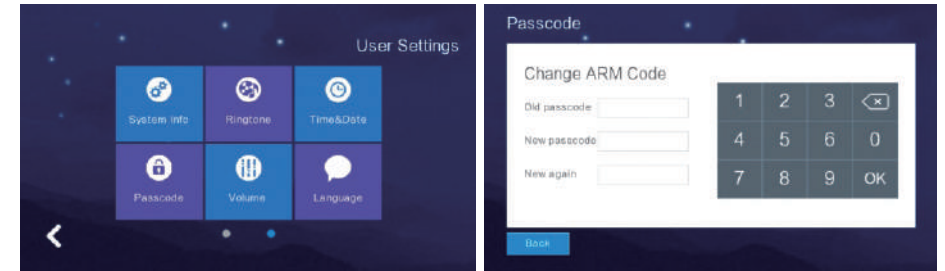 User Settings
System Info
Ringtone
Time&Date
Passcode
Volume
Language
Passcode
Change ARM Code
Old passcode
New passcode
New again
1 2 3
4 5 6 0
7 8 9 OK
Back